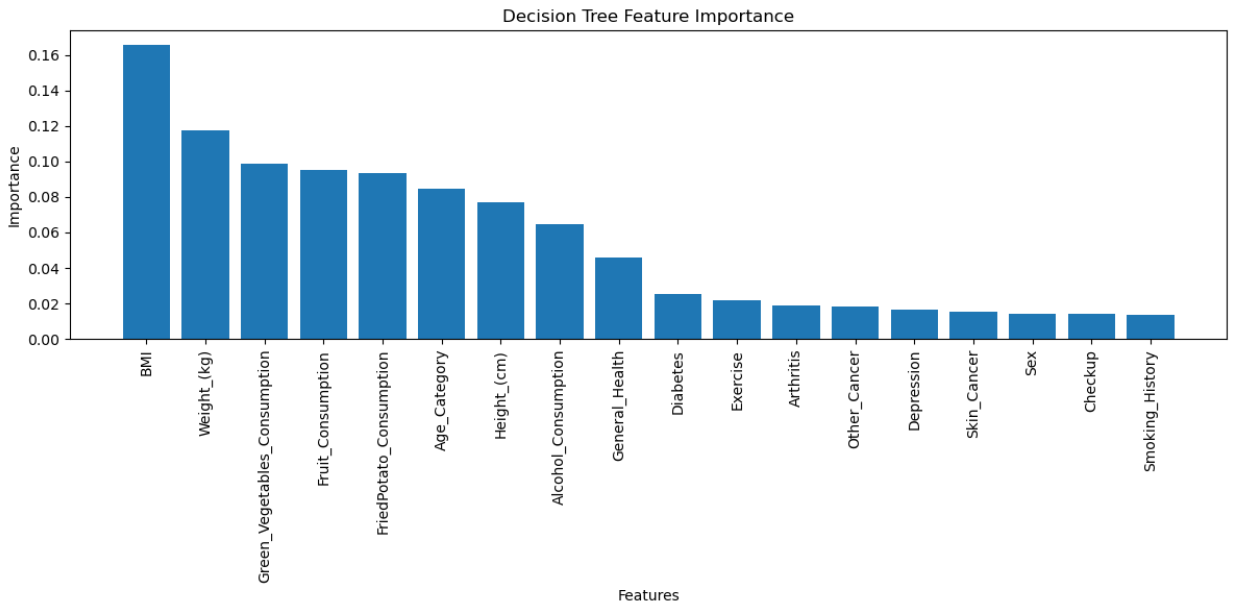 Decision Tree Feature Importance
Importance
0.16
0.14
0.12
0.10
0.08
0.06
0.04
0.02
0.00
BMI
Weight_(kg)
Green_Vegetables_Consumption
Fruit_Consumption
FriedPotato_Consumption
Age_Category
Height_(cm)
Alcohol_Consumption
General_Health
Diabetes
Exercise
Arthritis
Other_Cancer
Depression
Skin_Cancer
Sex
Checkup
Smoking_History
Features